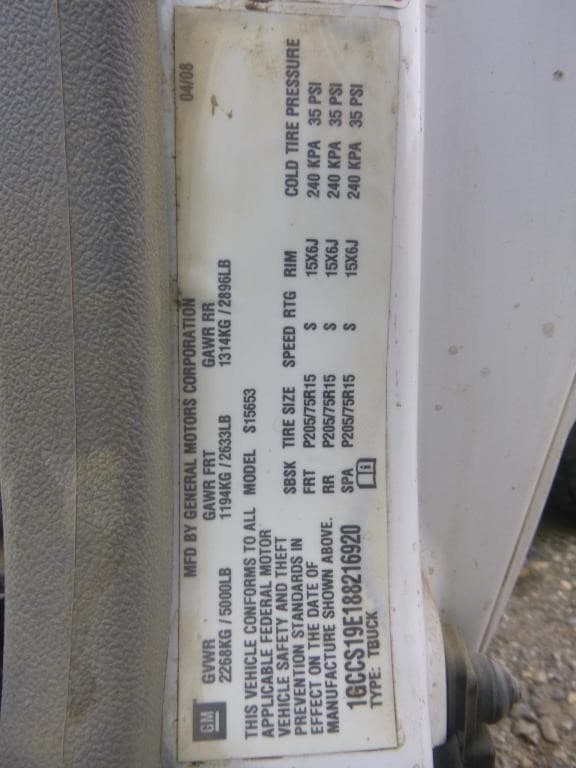 GM MFD BY GENERAL MOTORS CORPORATION 04/08
GVWR GAWR FRT GAWR RR
2268KG / 5000LB 1194KG / 2633LB 1314KG / 2896LB
THIS VEHICLE CONFORMS TO ALL
APPLICABLE FEDERAL MOTOR
VEHICLE SAFETY AND THEFT
PREVENTION STANDARDS IN
EFFECT ON THE DATE OF
MANUFACTURE SHOWN ABOVE.
1GCCS19E188216920
TYPE: TRUCK
MODEL S15653
SBSK TIRE SIZE SPEED RTG RIM COLD TIRE PRESSURE
FRT P205/75R15 S 15X6J 240 KPA 35 PSI
RR P205/75R15 S 15X6J 240 KPA 35 PSI
SPA P205/75R15 S 15X6J 240 KPA 35 PSI